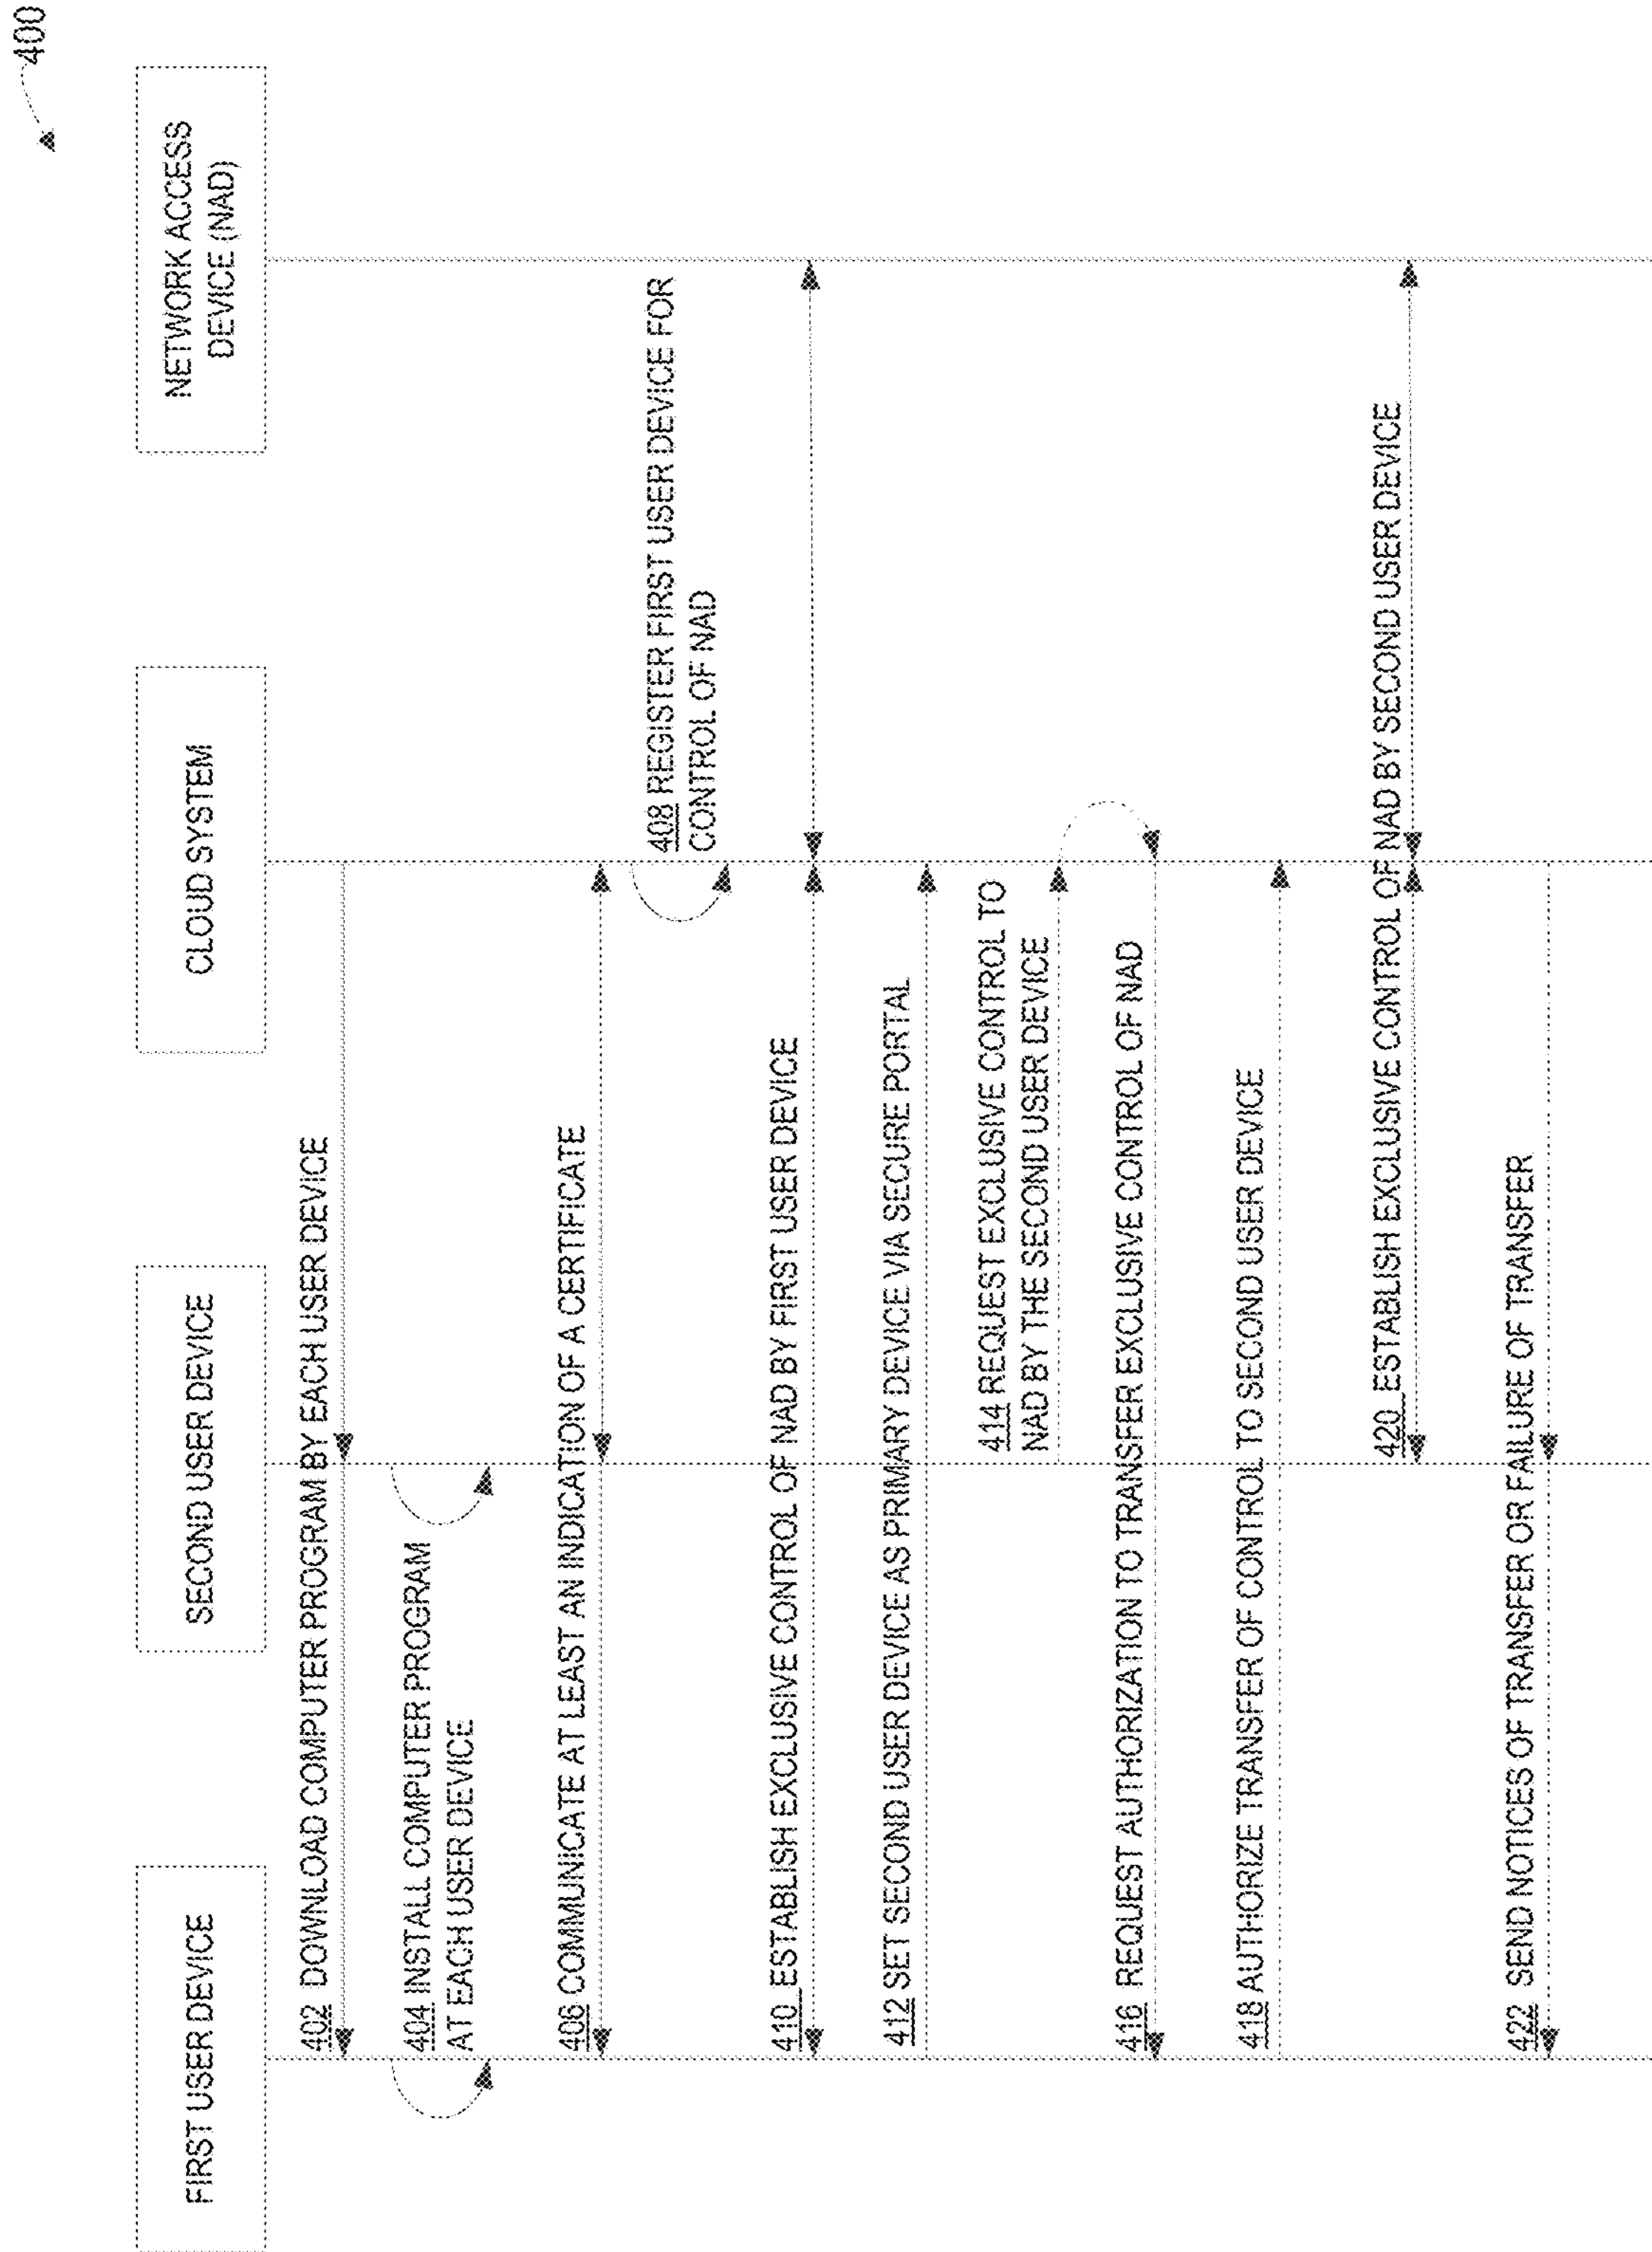 400
FIRST USER DEVICE
SECOND USER DEVICE
CLOUD SYSTEM
NETWORK ACCESS
DEVICE (NAD)
402 DOWNLOAD COMPUTER PROGRAM BY EACH USER DEVICE
404 INSTALL COMPUTER PROGRAM
AT EACH USER DEVICE
406 COMMUNICATE AT LEAST AN INDICATION OF A CERTIFICATE
408 REGISTER FIRST USER DEVICE FOR
CONTROL OF NAD
410 ESTABLISH EXCLUSIVE CONTROL OF NAD BY FIRST USER DEVICE
412 SET SECOND USER DEVICE AS PRIMARY DEVICE VIA SECURE PORTAL
414 REQUEST EXCLUSIVE CONTROL TO
NAD BY THE SECOND USER DEVICE
416 REQUEST AUTHORIZATION TO TRANSFER EXCLUSIVE CONTROL OF NAD
418 AUTHORIZE TRANSFER OF CONTROL TO SECOND USER DEVICE
420 ESTABLISH EXCLUSIVE CONTROL OF NAD BY SECOND USER DEVICE
422 SEND NOTICES OF TRANSFER OR FAILURE OF TRANSFER